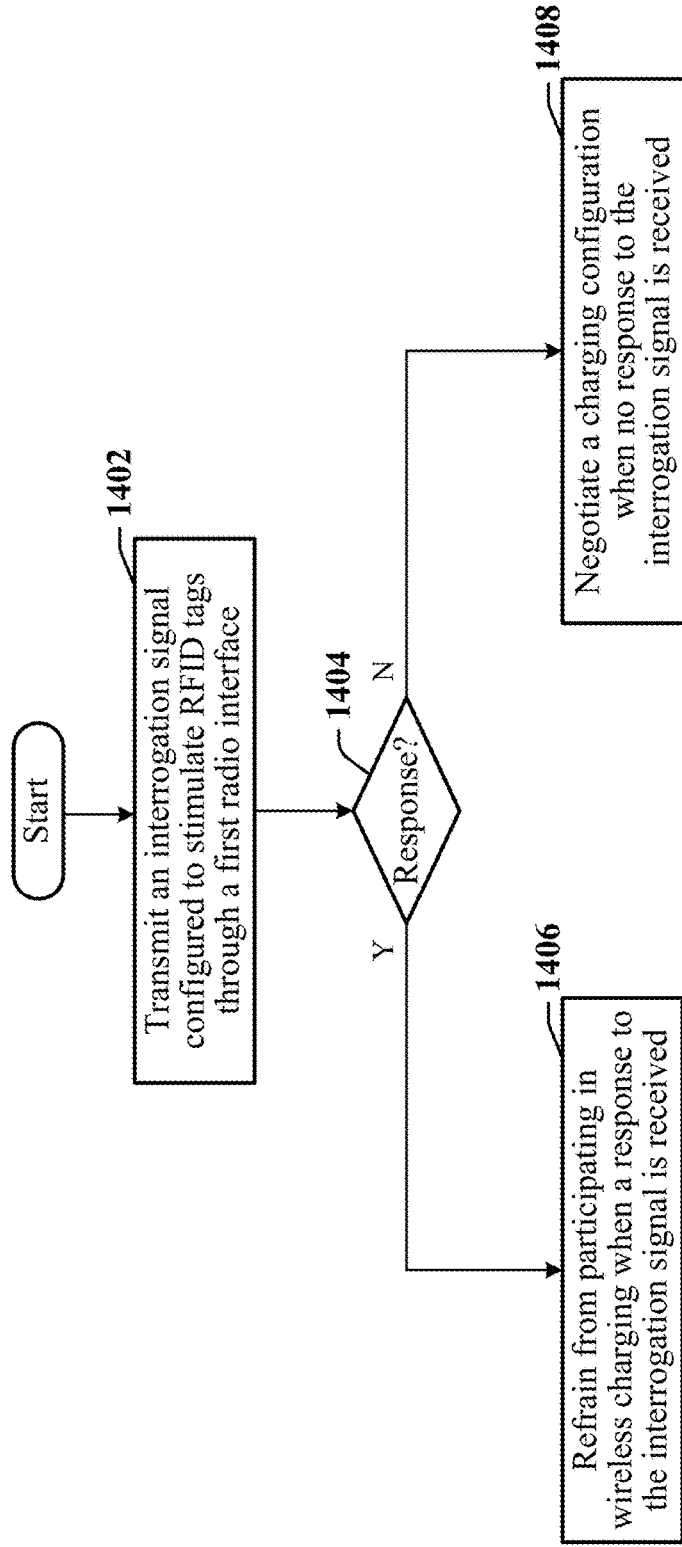 Start
1402
Transmit an interrogation signal
configured to stimulate RFID tags
through a first radio interface
1404
Response?
Y
N
1406
Refrain from participating in
wireless charging when a response to
the interrogation signal is received
1408
Negotiate a charging configuration
when no response to the
interrogation signal is received